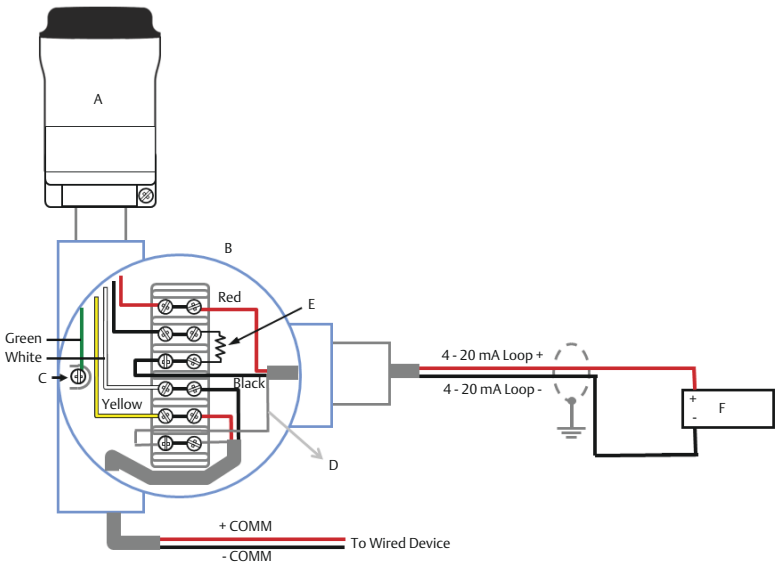 A
B
Red
E
Green
White
C
Black
Yellow
D
4 - 20 mA Loop +
4 - 20 mA Loop -
+
-
F
+ COMM
- COMM
To Wired Device